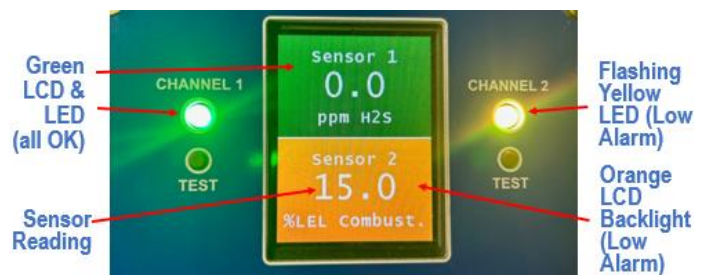 Green
LCD &
LED
(all OK)
Sensor
Reading
CHANNEL 1
TEST
Sensor 1
0.0
ppm H2S
Sensor 2
15.0
%LEL Combust.
CHANNEL 2
TEST
Flashing
Yellow
LED (Low
Alarm)
Orange
LCD
Backlight
(Low
Alarm)